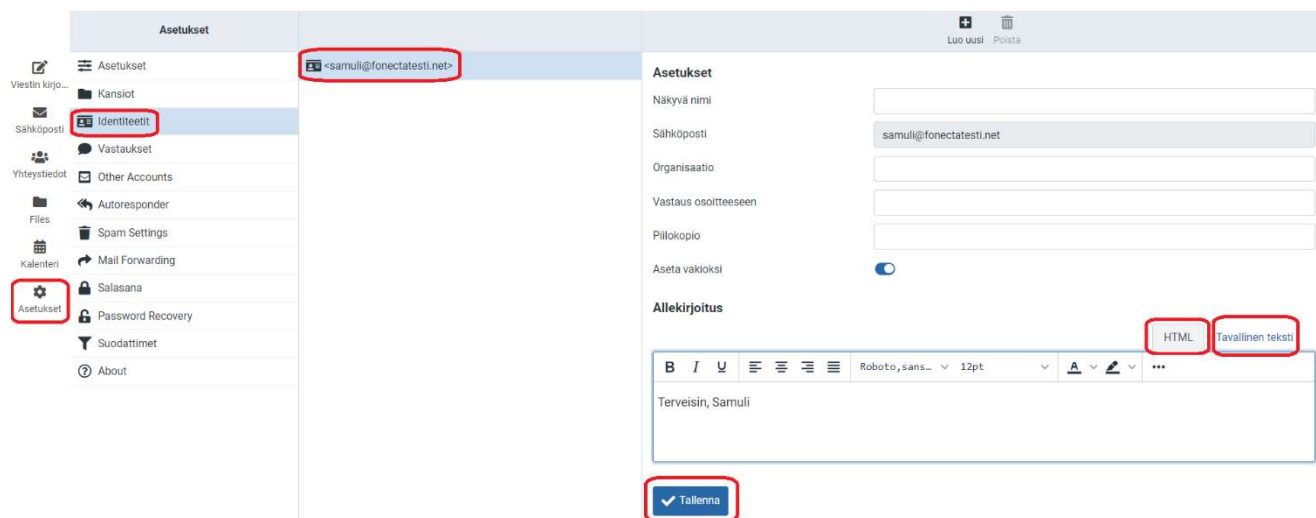 Asetukset
Luo uusi
Poista
Viestin kirjo...
Sähköposti
Yhteystiedot
Files
Kalenteri
Asetukset
Asetukset
Kansiot
Identiteetit
Vastaukset
Other Accounts
Autoresponder
Spam Settings
Mail Forwarding
Salasana
Password Recovery
Suodattimet
About
<samuli@fonectatesti.net>
Asetukset
Näkyvä nimi
Sähköposti samuli@fonectatesti.net
Organisaatio
Vastaus osoitteeseen
Piilokopio
Aseta vakioksi
Allekirjoitus
HTML Tavallinen teksti
B I U Roboto,sans… 12pt A ...
Terveisin, Samuli
Tallenna